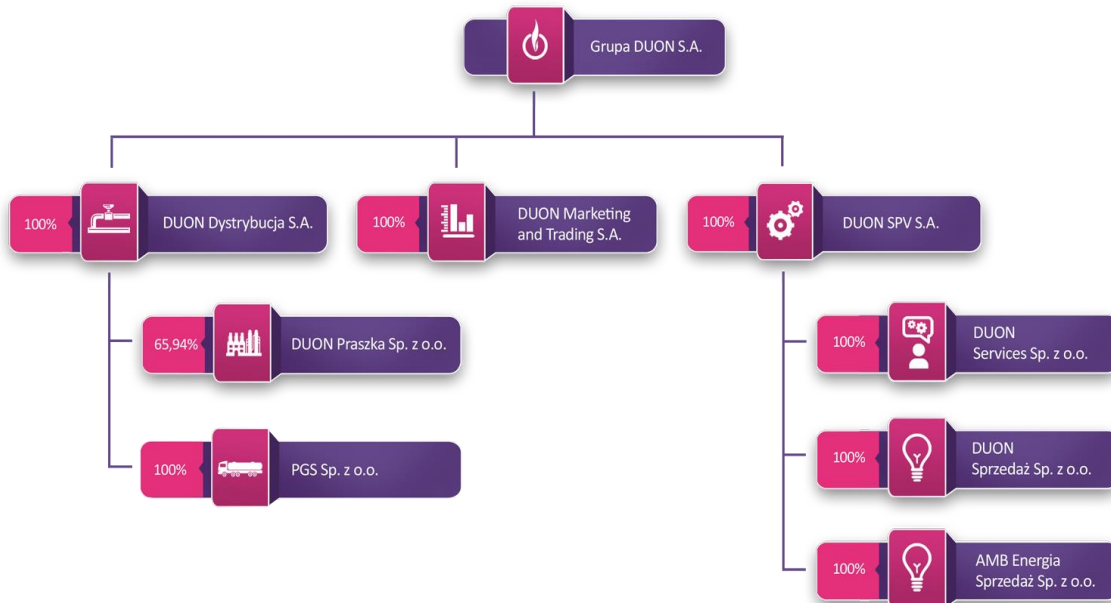 Grupa DUON S.A.
100%
DUON Dystrybucja S.A.
100%
DUON Marketing
and Trading S.A.
100%
DUON SPV S.A.
65,94%
DUON Praszka Sp. z o.o.
100%
PGS Sp. z o.o.
100%
DUON
Services Sp. z o.o.
100%
DUON
Sprzedaż Sp. z o.o.
100%
AMB Energia
Sprzedaż Sp. z o.o.